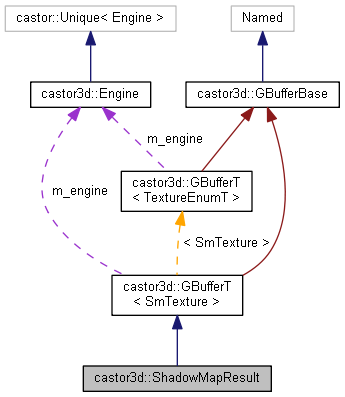 castor::Unique< Engine >
Named
castor3d::Engine
castor3d::GBufferBase
m_engine
m_engine
castor3d::GBufferT
< TextureEnumT >
< SmTexture >
castor3d::GBufferT
< SmTexture >
castor3d::ShadowMapResult